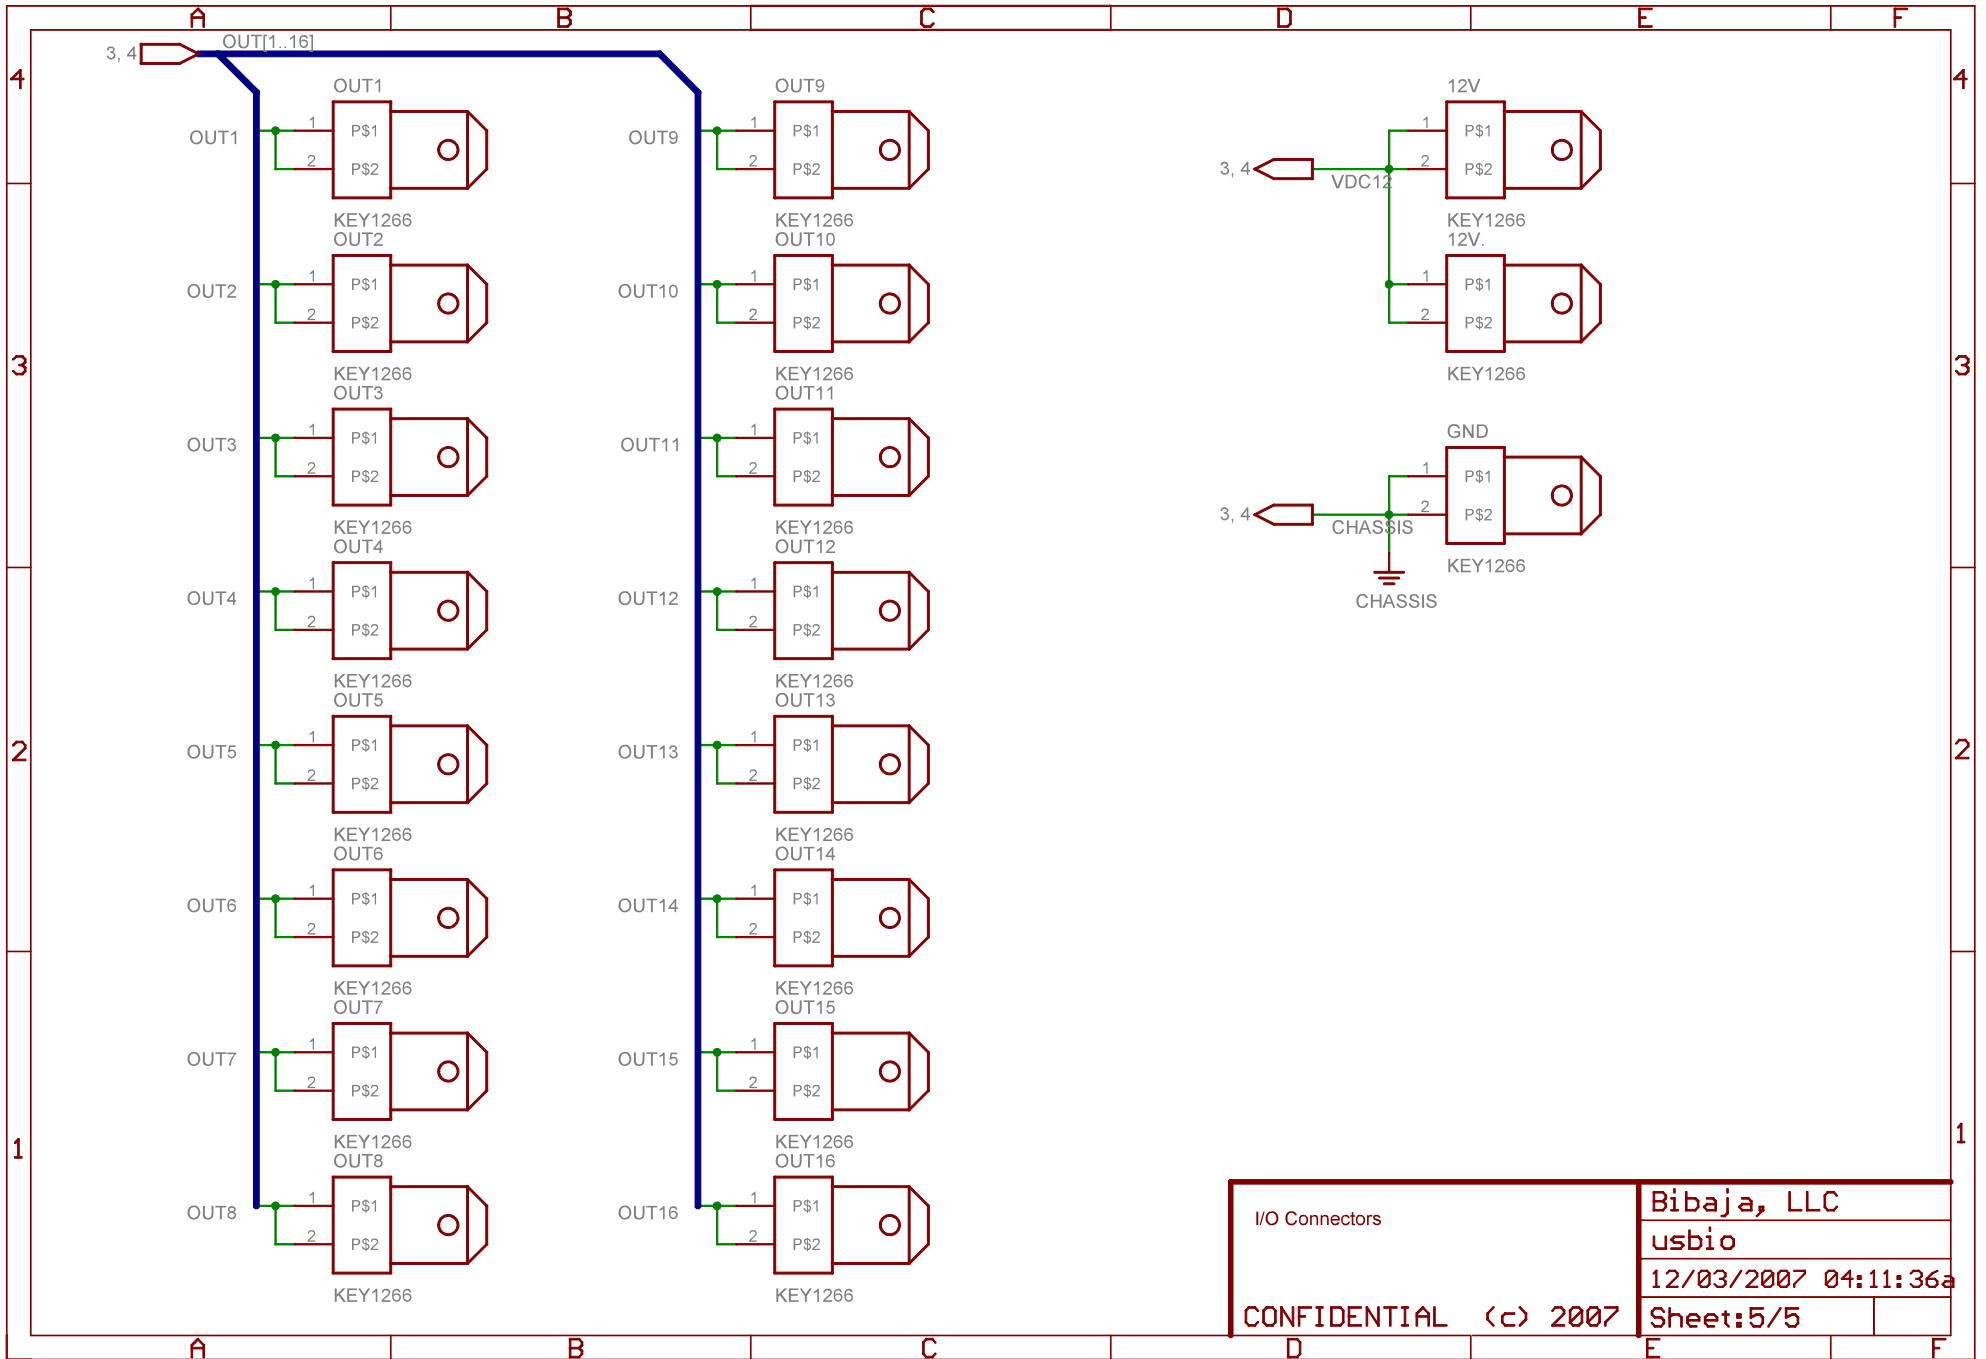 A B C D E F
4 4
3, 4 OUT[1..16]
OUT1
OUT1 1 P$1
2 P$2
KEY1266
OUT2
OUT2 1 P$1
2 P$2
KEY1266
OUT3
OUT3 1 P$1
2 P$2
KEY1266
OUT4
OUT4 1 P$1
2 P$2
KEY1266
OUT5
OUT5 1 P$1
2 P$2
KEY1266
OUT6
OUT6 1 P$1
2 P$2
KEY1266
OUT7
OUT7 1 P$1
2 P$2
KEY1266
OUT8
OUT8 1 P$1
2 P$2
KEY1266
OUT9
OUT9 1 P$1
2 P$2
KEY1266
OUT10
OUT10 1 P$1
2 P$2
KEY1266
OUT11
OUT11 1 P$1
2 P$2
KEY1266
OUT12
OUT12 1 P$1
2 P$2
KEY1266
OUT13
OUT13 1 P$1
2 P$2
KEY1266
OUT14
OUT14 1 P$1
2 P$2
KEY1266
OUT15
OUT15 1 P$1
2 P$2
KEY1266
OUT16
OUT16 1 P$1
2 P$2
KEY1266
12V
1 P$1
3, 4 VDC12 2 P$2
KEY1266
12V.
1 P$1
2 P$2
KEY1266
GND
1 P$1
3, 4 CHASSIS 2 P$2
KEY1266
CHASSIS
3 3
2 2
1 1
I/O Connectors
CONFIDENTIAL (c) 2007
Bibaja, LLC
usbio
12/03/2007 04:11:36a
Sheet:5/5
A B C D E F